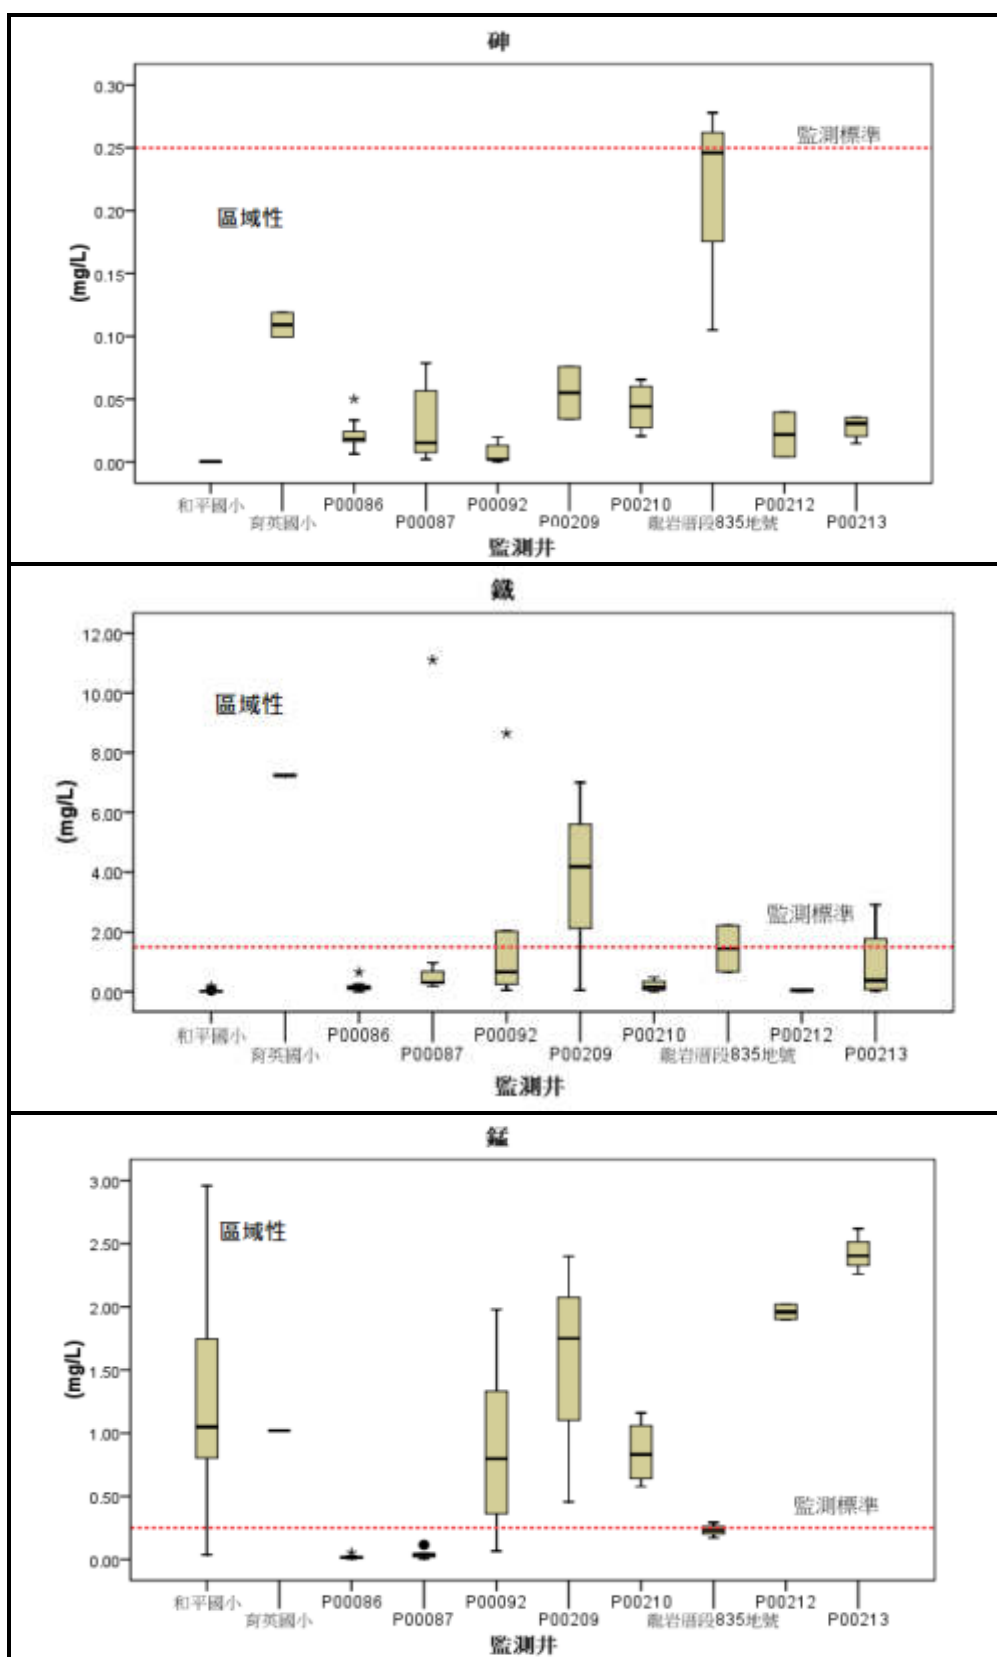 砷
0.30
0.25
監測標準
0.20
區域性
0.15
(mg/L)
0.10
0.05
0.00
和平國小
育英國小
P00086
P00087
P00092
P00209
P00210
龍岩厝段835地號
P00212
P00213
監測井
鐵
12.00
10.00
區域性
8.00
(mg/L)
6.00
4.00
監測標準
2.00
0.00
和平國小
育英國小
P00086
P00087
P00092
P00209
P00210
龍岩厝段835地號
P00212
P00213
監測井
錳
3.00
區域性
2.50
2.00
(mg/L)
1.50
1.00
0.50
監測標準
0.00
和平國小
育英國小
P00086
P00087
P00092
P00209
P00210
龍岩厝段835地號
P00212
P00213
監測井